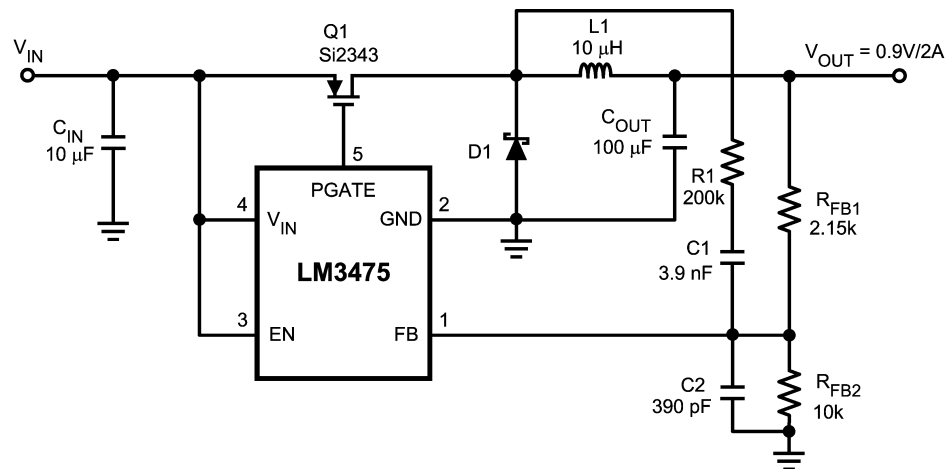 V_IN
Q1
Si2343
L1
10 μH
V_OUT = 0.9V/2A
C_IN
10 μF
5
D1
C_OUT
100 μF
R1
200k
R_FB1
2.15k
PGATE
4
V_IN
GND
2
LM3475
C1
3.9 nF
3
EN
FB
1
C2
390 pF
R_FB2
10k